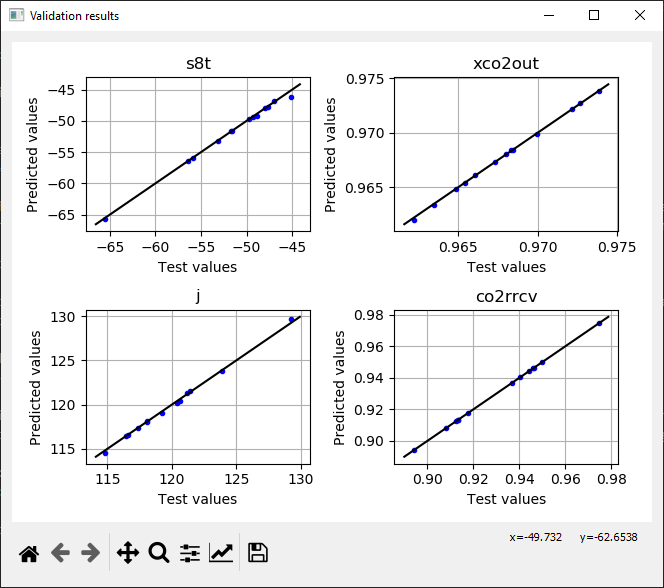 Validation results
s8t
−45
−50
−55
−60
−65
Predicted values
−65 −60 −55 −50 −45
Test values
xco2out
0.975
0.970
0.965
Predicted values
0.965 0.970 0.975
Test values
j
130
125
120
115
Predicted values
115 120 125 130
Test values
co2rrcv
0.98
0.96
0.94
0.92
0.90
Predicted values
0.90 0.92 0.94 0.96 0.98
Test values
x=-49.732 y=-62.6538